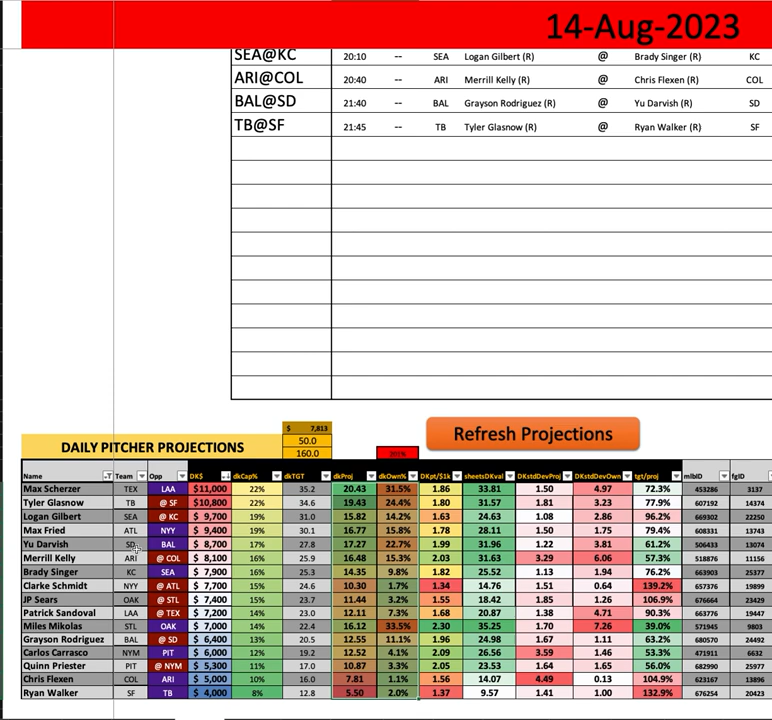 14-Aug-2023
SEA@KC 20:10 -- SEA Logan Gilbert (R) @ Brady Singer (R) KC
ARI@COL 20:40 -- ARI Merrill Kelly (R) @ Chris Flexen (R) COL
BAL@SD 21:40 -- BAL Grayson Rodriguez (R) @ Yu Darvish (R) SD
TB@SF 21:45 -- TB Tyler Glasnow (R) @ Ryan Walker (R) SF
$ 7,813
Refresh Projections
50.0
DAILY PITCHER PROJECTIONS
160.0
Name Team Opp DK$ dkCap% dkTGT dkProj dkOwn% DKpt/$1k sheetsDKval DKstdDevProj DKstdDevOwn tgt/proj mlbID fgID
Max Scherzer TEX LAA $11,000 22% 35.2 20.43 31.5% 1.86 33.81 1.50 4.97 72.3% 453286 3137
Tyler Glasnow TB @ SF $10,800 22% 34.6 19.43 24.4% 1.80 31.57 1.81 3.23 77.9% 607192 14374
Logan Gilbert SEA @ KC $ 9,700 19% 31.0 15.82 14.2% 1.63 24.63 1.08 2.86 96.2% 669302 22250
Max Fried ATL NYY $ 9,400 19% 30.1 16.77 15.8% 1.78 28.11 1.50 1.75 79.4% 608331 13743
Yu Darvish SD BAL $ 8,700 17% 27.8 17.27 22.7% 1.99 31.96 1.22 3.81 61.2% 506433 13074
Merrill Kelly ARI @ COL $ 8,100 16% 25.9 16.48 15.3% 2.03 31.63 3.29 6.06 57.3% 518876 11156
Brady Singer KC SEA $ 7,900 16% 25.3 14.35 9.8% 1.82 25.52 1.13 1.94 76.2% 663903 25377
Clarke Schmidt NYY @ ATL $ 7,700 15% 24.6 10.30 1.7% 1.34 14.76 1.51 0.64 139.2% 657376 19899
JP Sears OAK @ STL $ 7,400 15% 23.7 11.44 3.2% 1.55 18.42 1.85 1.26 106.9% 676664 23429
Patrick Sandoval LAA @ TEX $ 7,200 14% 23.0 12.11 7.3% 1.68 20.87 1.38 4.71 90.3% 663776 19447
Miles Mikolas STL OAK $ 7,000 14% 22.4 16.12 33.5% 2.30 35.25 1.70 7.26 39.0% 571945 9803
Grayson Rodriguez BAL @ SD $ 6,400 13% 20.5 12.55 11.1% 1.96 24.98 1.67 1.11 63.2% 680570 24492
Carlos Carrasco NYM PIT $ 6,000 12% 19.2 12.52 4.1% 2.09 26.56 3.59 1.46 53.3% 471911 6632
Quinn Priester PIT @ NYM $ 5,300 11% 17.0 10.87 3.3% 2.05 23.53 1.64 1.65 56.0% 682990 25977
Chris Flexen COL ARI $ 5,000 10% 16.0 7.81 1.1% 1.56 14.07 4.49 0.13 104.9% 623167 13896
Ryan Walker SF TB $ 4,000 8% 12.8 5.50 2.0% 1.37 9.57 1.41 1.00 132.9% 676254 20423